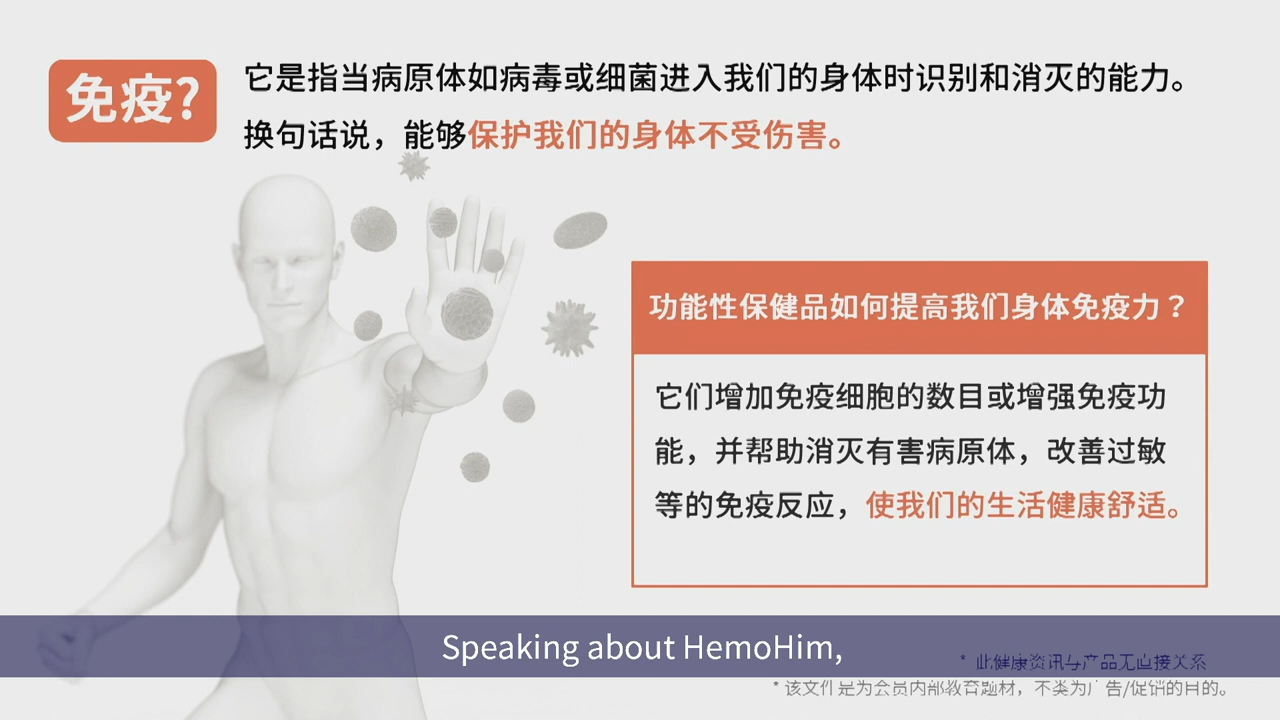 免疫?
它是指当病原体如病毒或细菌进入我们的身体时识别和消灭的能力。
换句话说，能够保护我们的身体不受伤害。
功能性保健品如何提高我们身体免疫力？
它们增加免疫细胞的数目或增强免疫功
能，并帮助消灭有害病原体，改善过敏
等的免疫反应，使我们的生活健康舒适。
Speaking about HemoHim,
* 此健康资讯与产品无直接关系
* 该文件是为会员内部教育题材，不类为广告/促销的目的。